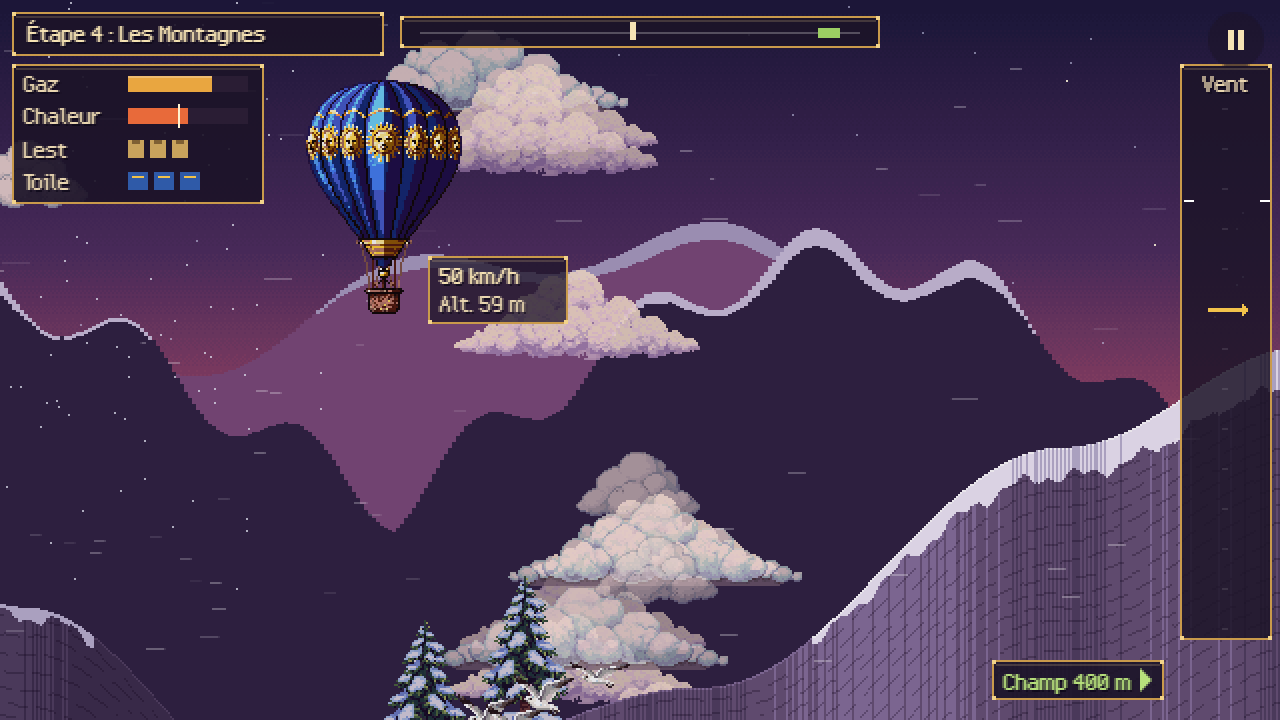 Étape 4 : Les Montagnes
Gaz
Chaleur
Lest
Toile
50 km/h
Alt. 59 m
Vent
Champ 400 m